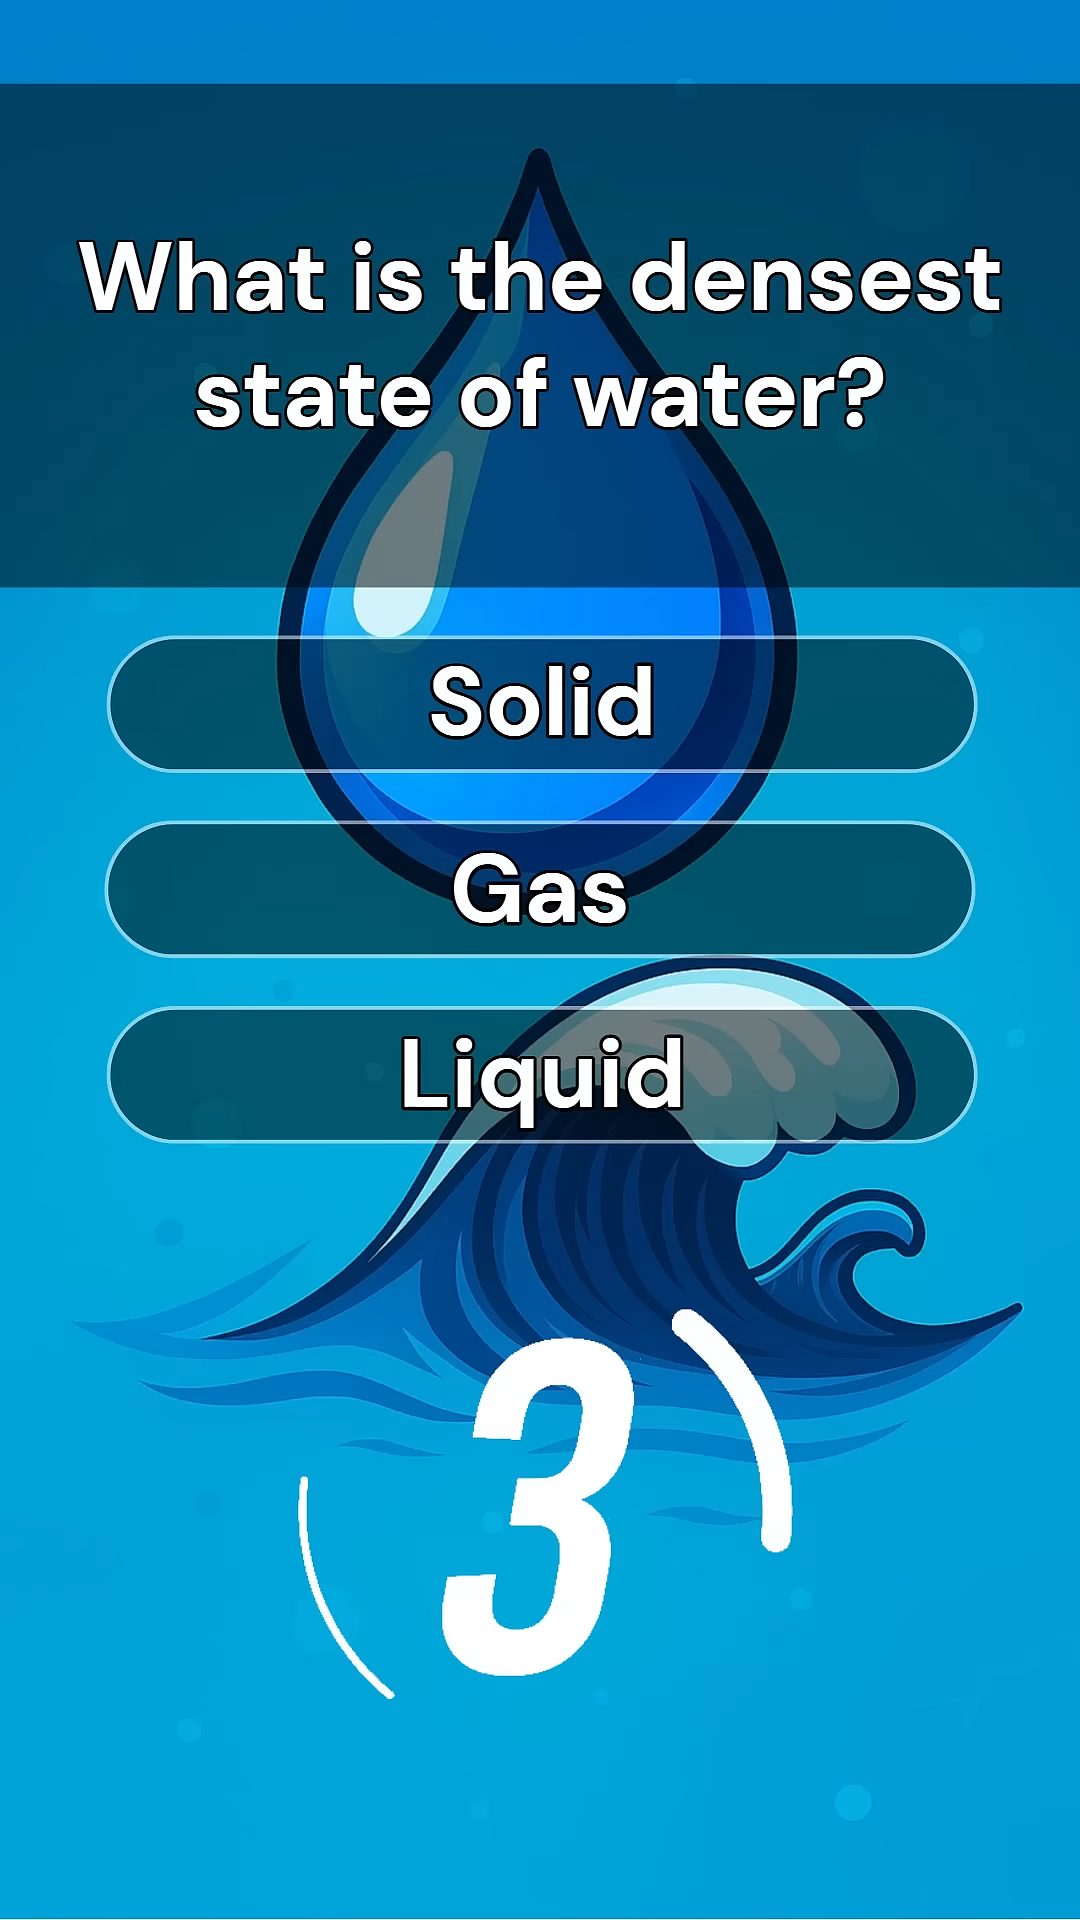 What is the densest
state of water?
Solid
Gas
Liquid
3